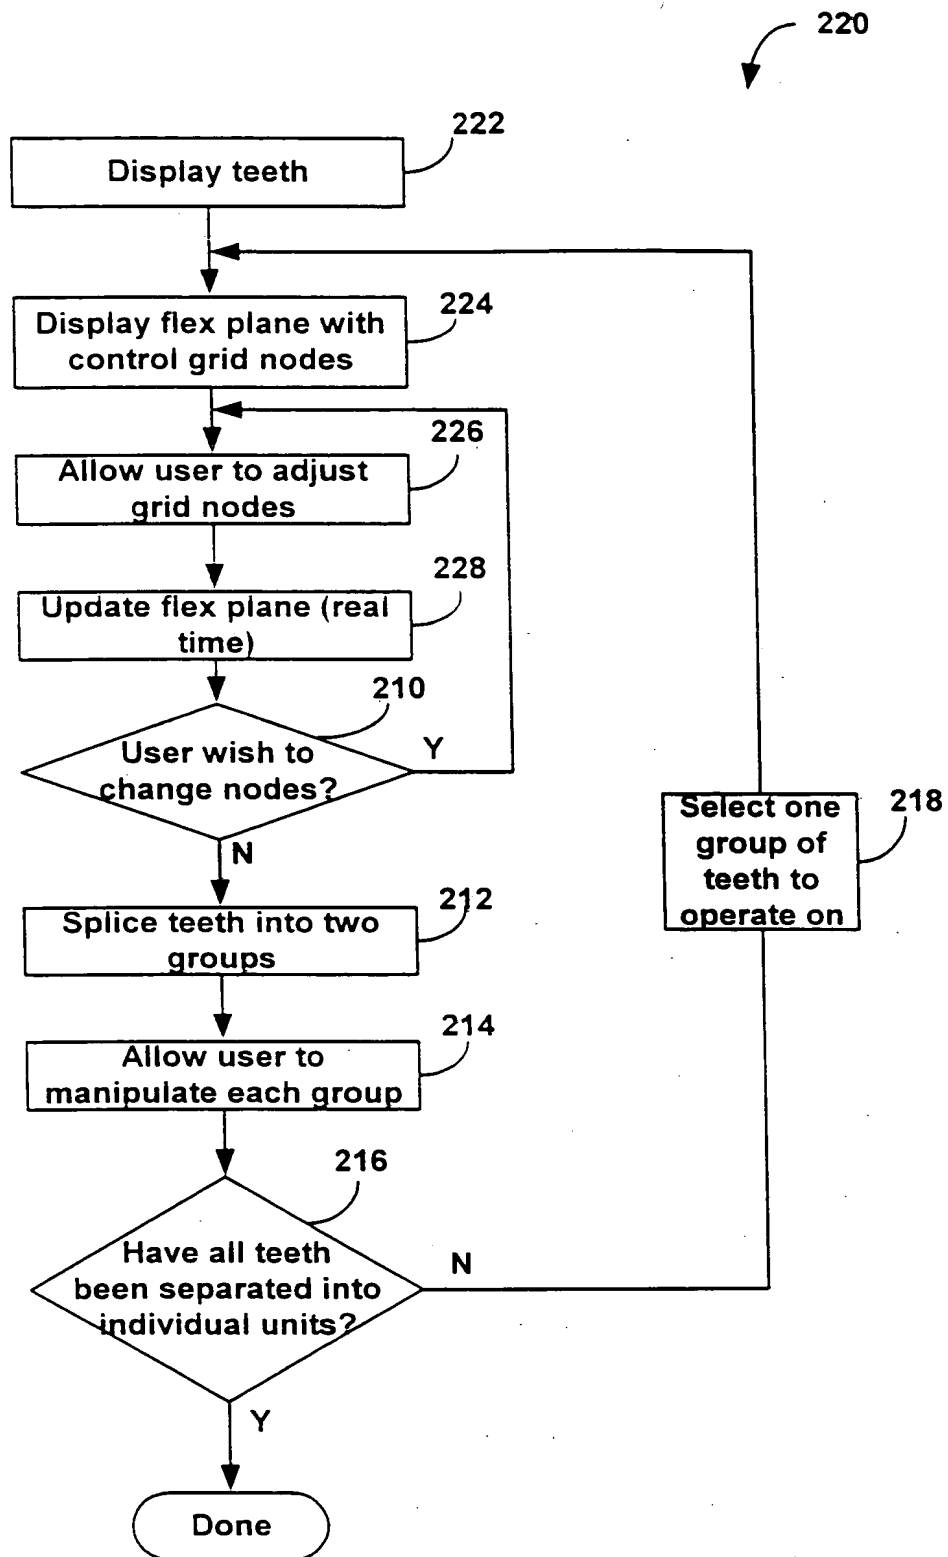 220
222
Display teeth
224
Display flex plane with
control grid nodes
226
Allow user to adjust
grid nodes
228
Update flex plane (real
time)
210
User wish to
change nodes?
Y
N
212
Splice teeth into two
groups
218
Select one
group of
teeth to
operate on
214
Allow user to
manipulate each group
216
Have all teeth
been separated into
individual units?
N
Y
Done